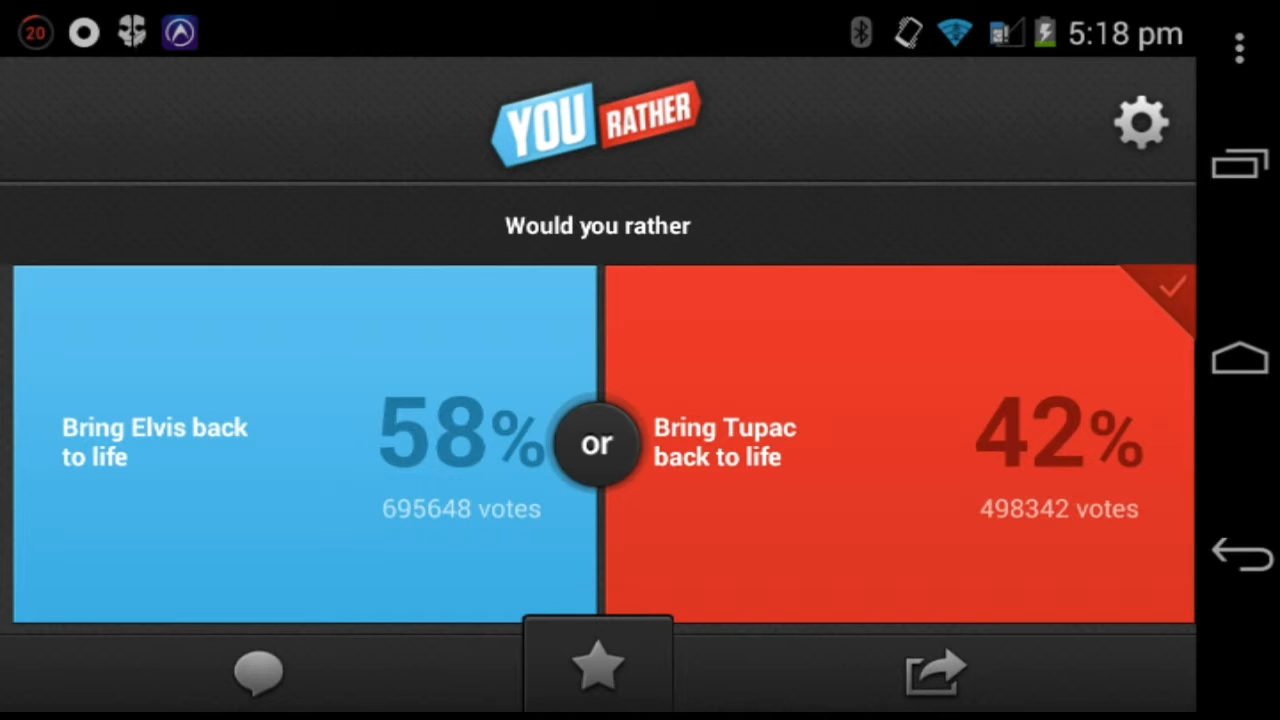 20
5:18 pm
YOU RATHER
Would you rather
Bring Elvis back
to life
58%
695648 votes
or
Bring Tupac
back to life
42%
498342 votes